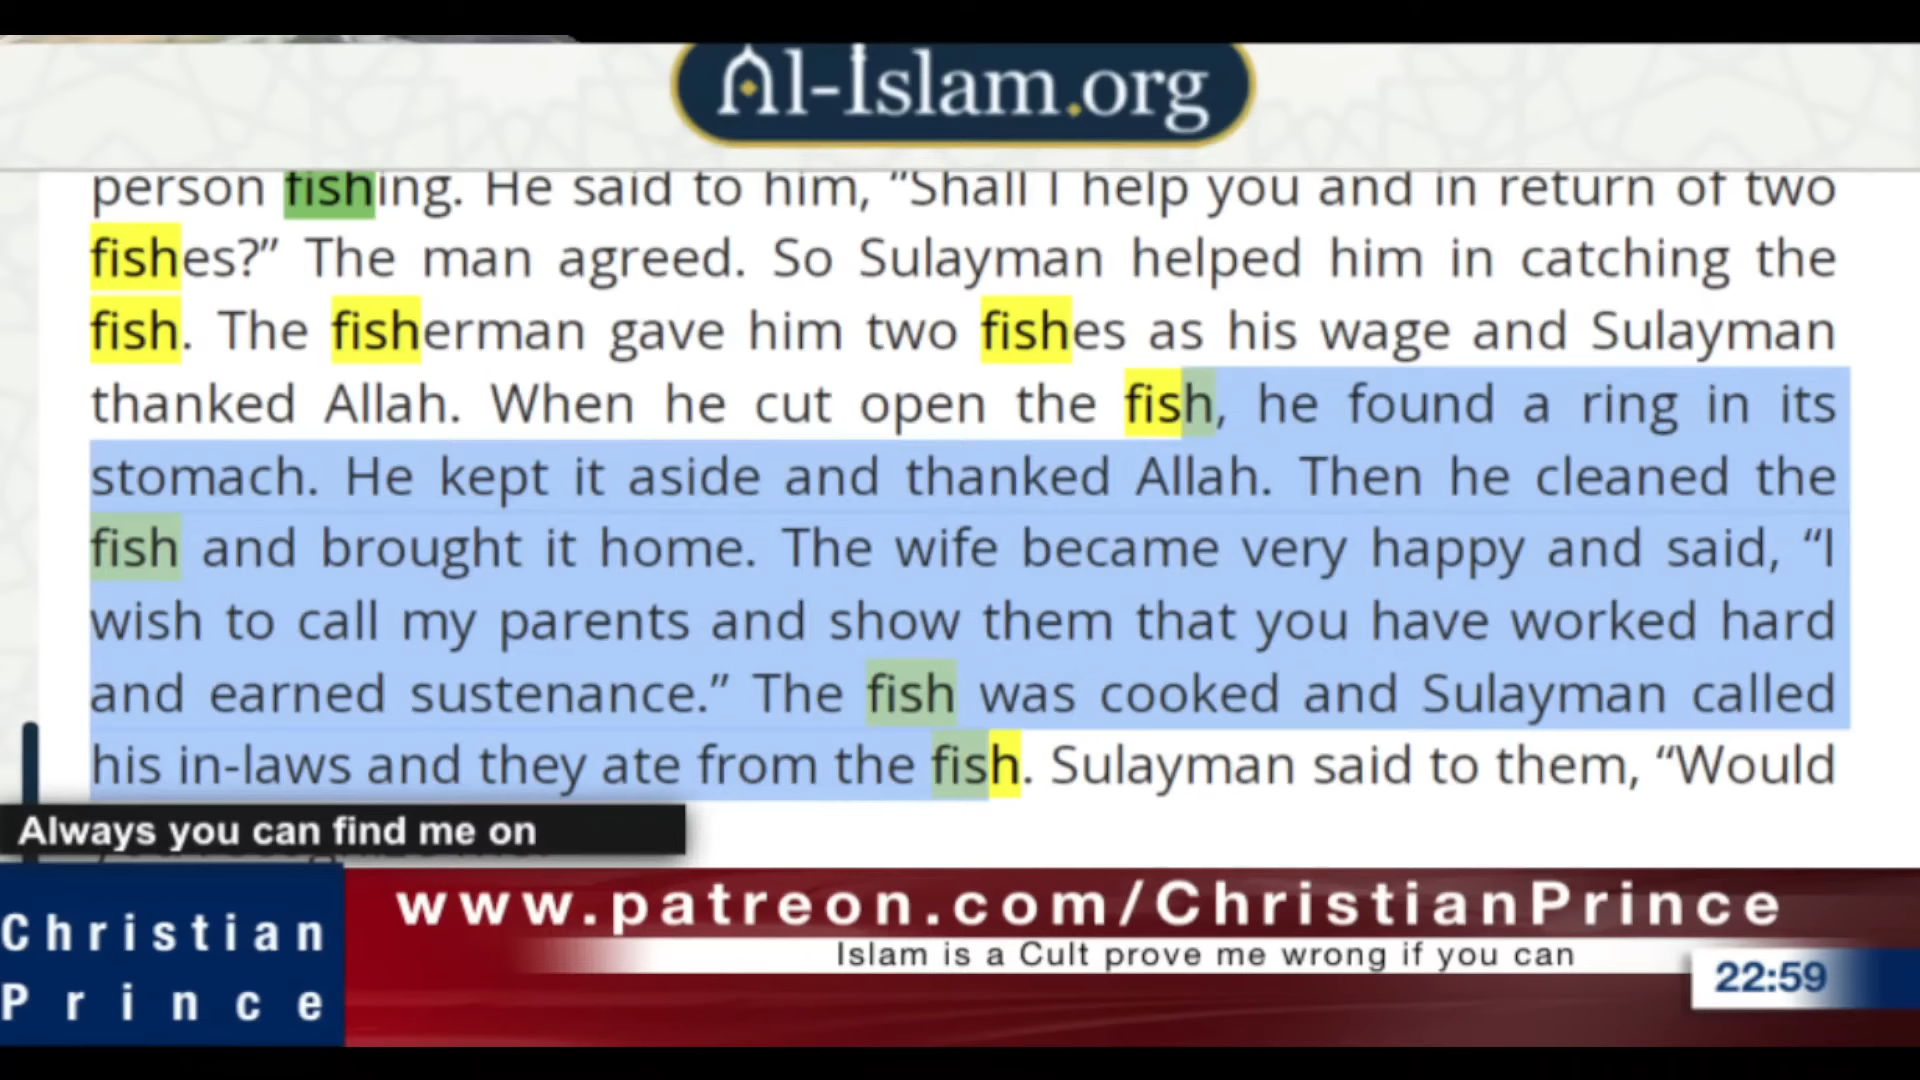 Al-Islam.org
person fishing. He said to him, “Shall I help you and in return of two
fishes?” The man agreed. So Sulayman helped him in catching the
fish. The fisherman gave him two fishes as his wage and Sulayman
thanked Allah. When he cut open the fish, he found a ring in its
stomach. He kept it aside and thanked Allah. Then he cleaned the
fish and brought it home. The wife became very happy and said, “I
wish to call my parents and show them that you have worked hard
and earned sustenance.” The fish was cooked and Sulayman called
his in-laws and they ate from the fish. Sulayman said to them, “Would
Always you can find me on
Christian
Prince
www.patreon.com/ChristianPrince
Islam is a Cult prove me wrong if you can
22:59